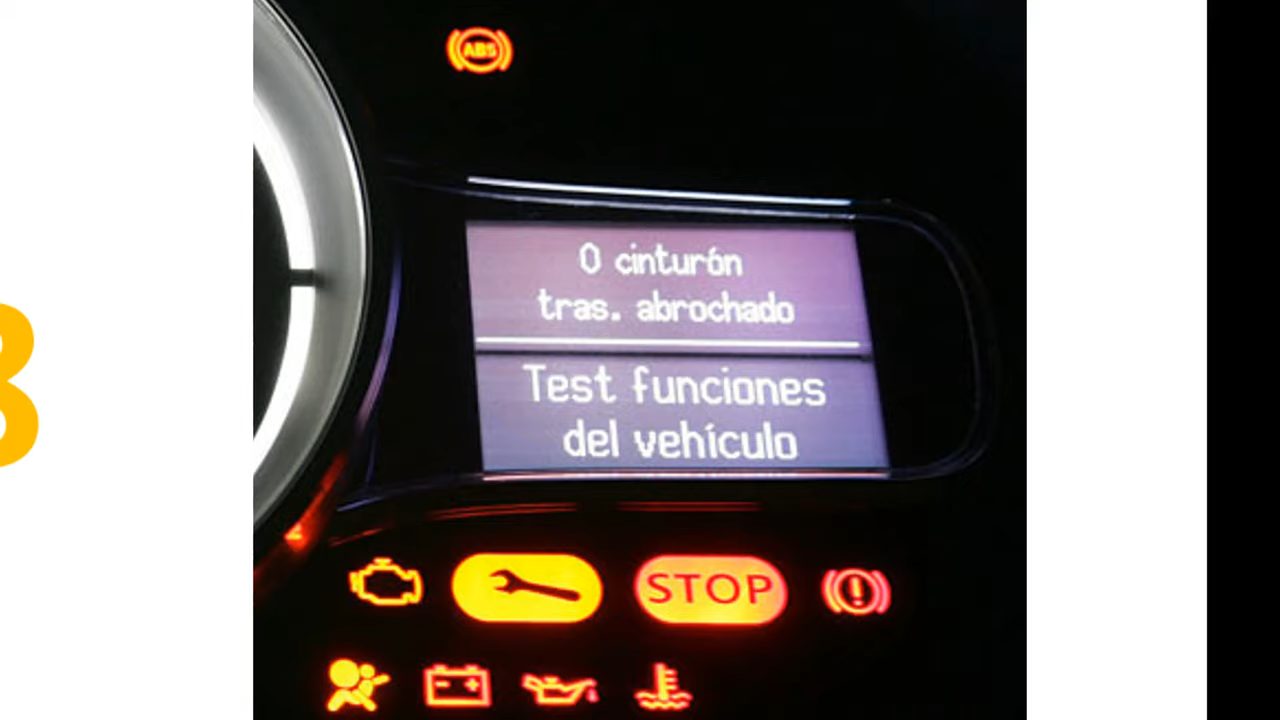 ABS
0 cinturón
tras. abrochado
Test funciones
del vehículo
STOP